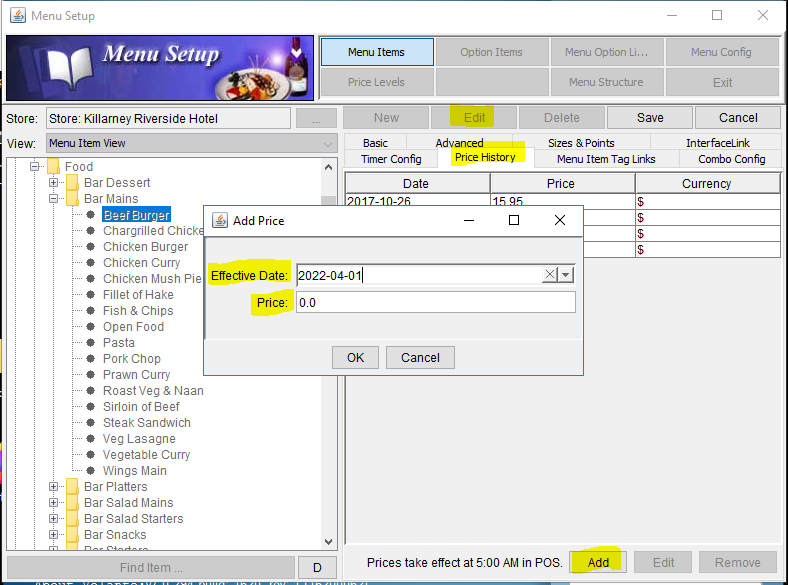 Menu Setup
Menu Setup
Menu Items
Option Items
Menu Option Li...
Menu Config
Price Levels
Menu Structure
Exit
Store: Store: Killarney Riverside Hotel ...
New Edit Delete Save Cancel
View: Menu Item View
Basic Advanced Sizes & Points InterfaceLink
Timer Config Price History Menu Item Tag Links Combo Config
Date Price Currency
2017-10-26 15.95 $
$
$
$
Food
Bar Dessert
Bar Mains
Beef Burger
Chargrilled Chicke
Chicken Burger
Chicken Curry
Chicken Mush Pie
Fillet of Hake
Fish & Chips
Open Food
Pasta
Pork Chop
Prawn Curry
Roast Veg & Naan
Sirloin of Beef
Steak Sandwich
Veg Lasagne
Vegetable Curry
Wings Main
Bar Platters
Bar Salad Mains
Bar Salad Starters
Bar Snacks
Bar Starters
Add Price
Effective Date: 2022-04-01
Price: 0.0
OK Cancel
Prices take effect at 5:00 AM in POS. Add Edit Remove
Find Item ... D